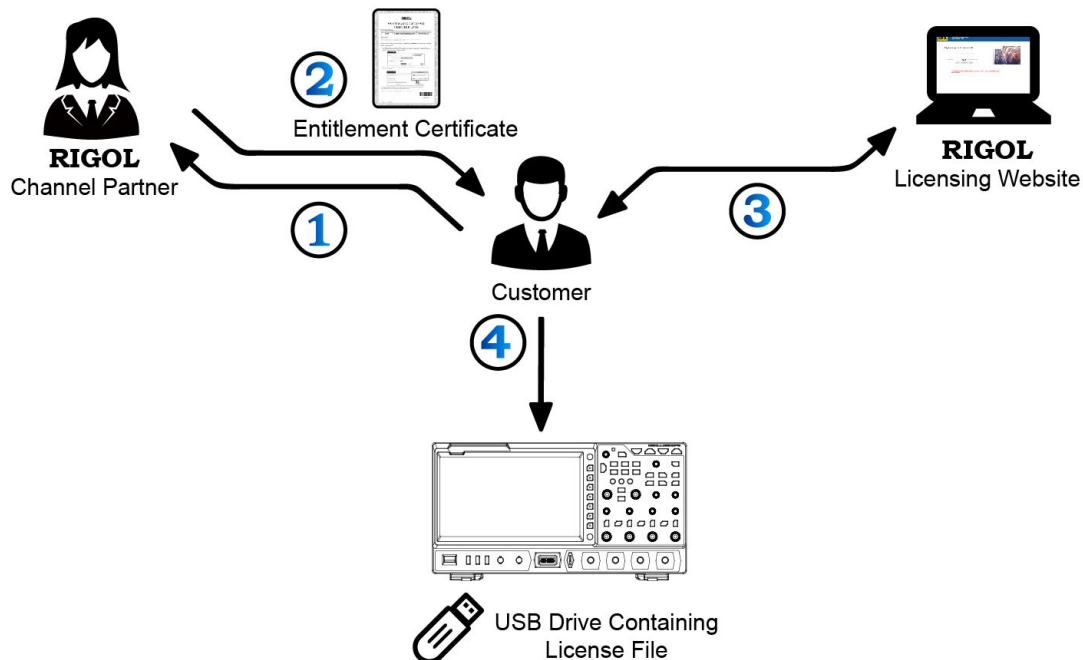 2
Entitlement Certificate
RIGOL
Channel Partner
1
RIGOL
Licensing Website
3
Customer
4
USB Drive Containing
License File